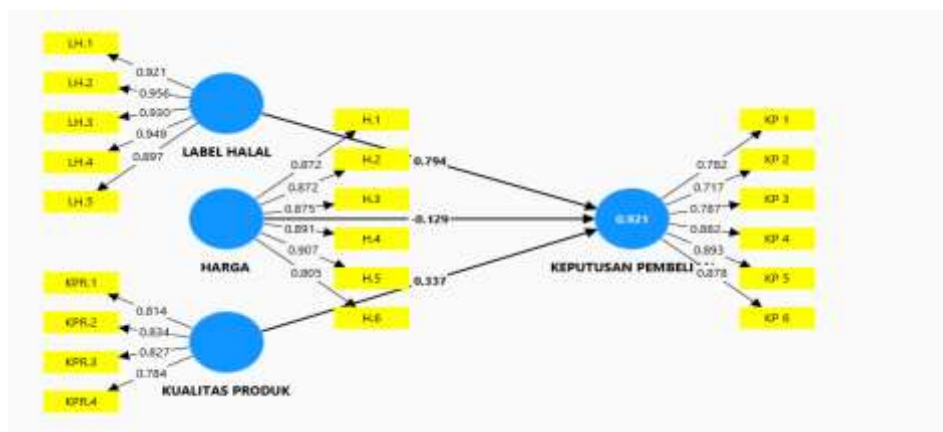 LH.1
LH.2
LH.3
LH.4
LH.5
0.921
0.956
0.930
0.949
0.897
LABEL HALAL
H.1
H.2
H.3
H.4
H.5
H.6
0.872
0.872
0.875
0.891
0.907
0.805
HARGA
KPR.1
KPR.2
KPR.3
KPR.4
0.814
0.834
0.827
0.784
KUALITAS PRODUK
0.794
-0.129
0.337
0.921
KEPUTUSAN PEMBELI
KP 1
KP 2
KP 3
KP 4
KP 5
KP 6
0.782
0.717
0.787
0.882
0.893
0.878